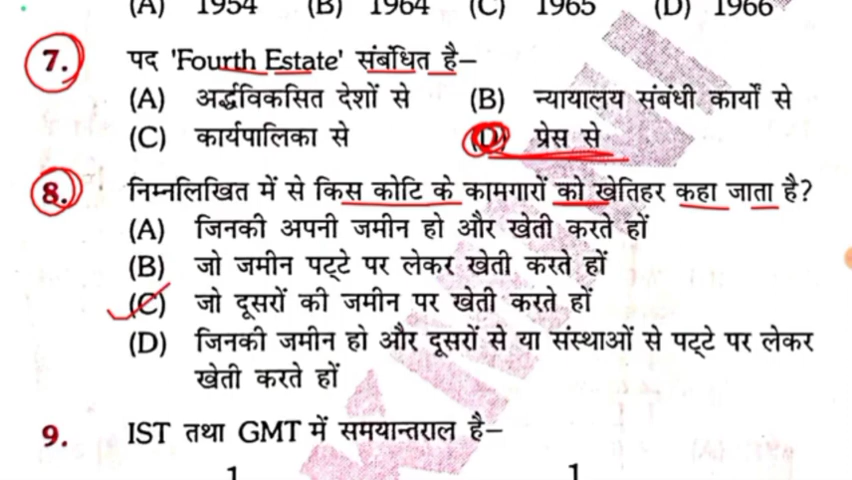 (A) 1954 (B) 1964 (C) 1965 (D) 1966
7. पद 'Fourth Estate' संबंधित है–
(A) अर्द्धविकसित देशों से (B) न्यायालय संबंधी कार्यों से
(C) कार्यपालिका से (D) प्रेस से
8. निम्नलिखित में से किस कोटि के कामगारों को खेतिहर कहा जाता है?
(A) जिनकी अपनी जमीन हो और खेती करते हों
(B) जो जमीन पट्टे पर लेकर खेती करते हों
(C) जो दूसरों की जमीन पर खेती करते हों
(D) जिनकी जमीन हो और दूसरों से या संस्थाओं से पट्टे पर लेकर
खेती करते हों
9. IST तथा GMT में समयान्तराल है–
1 1